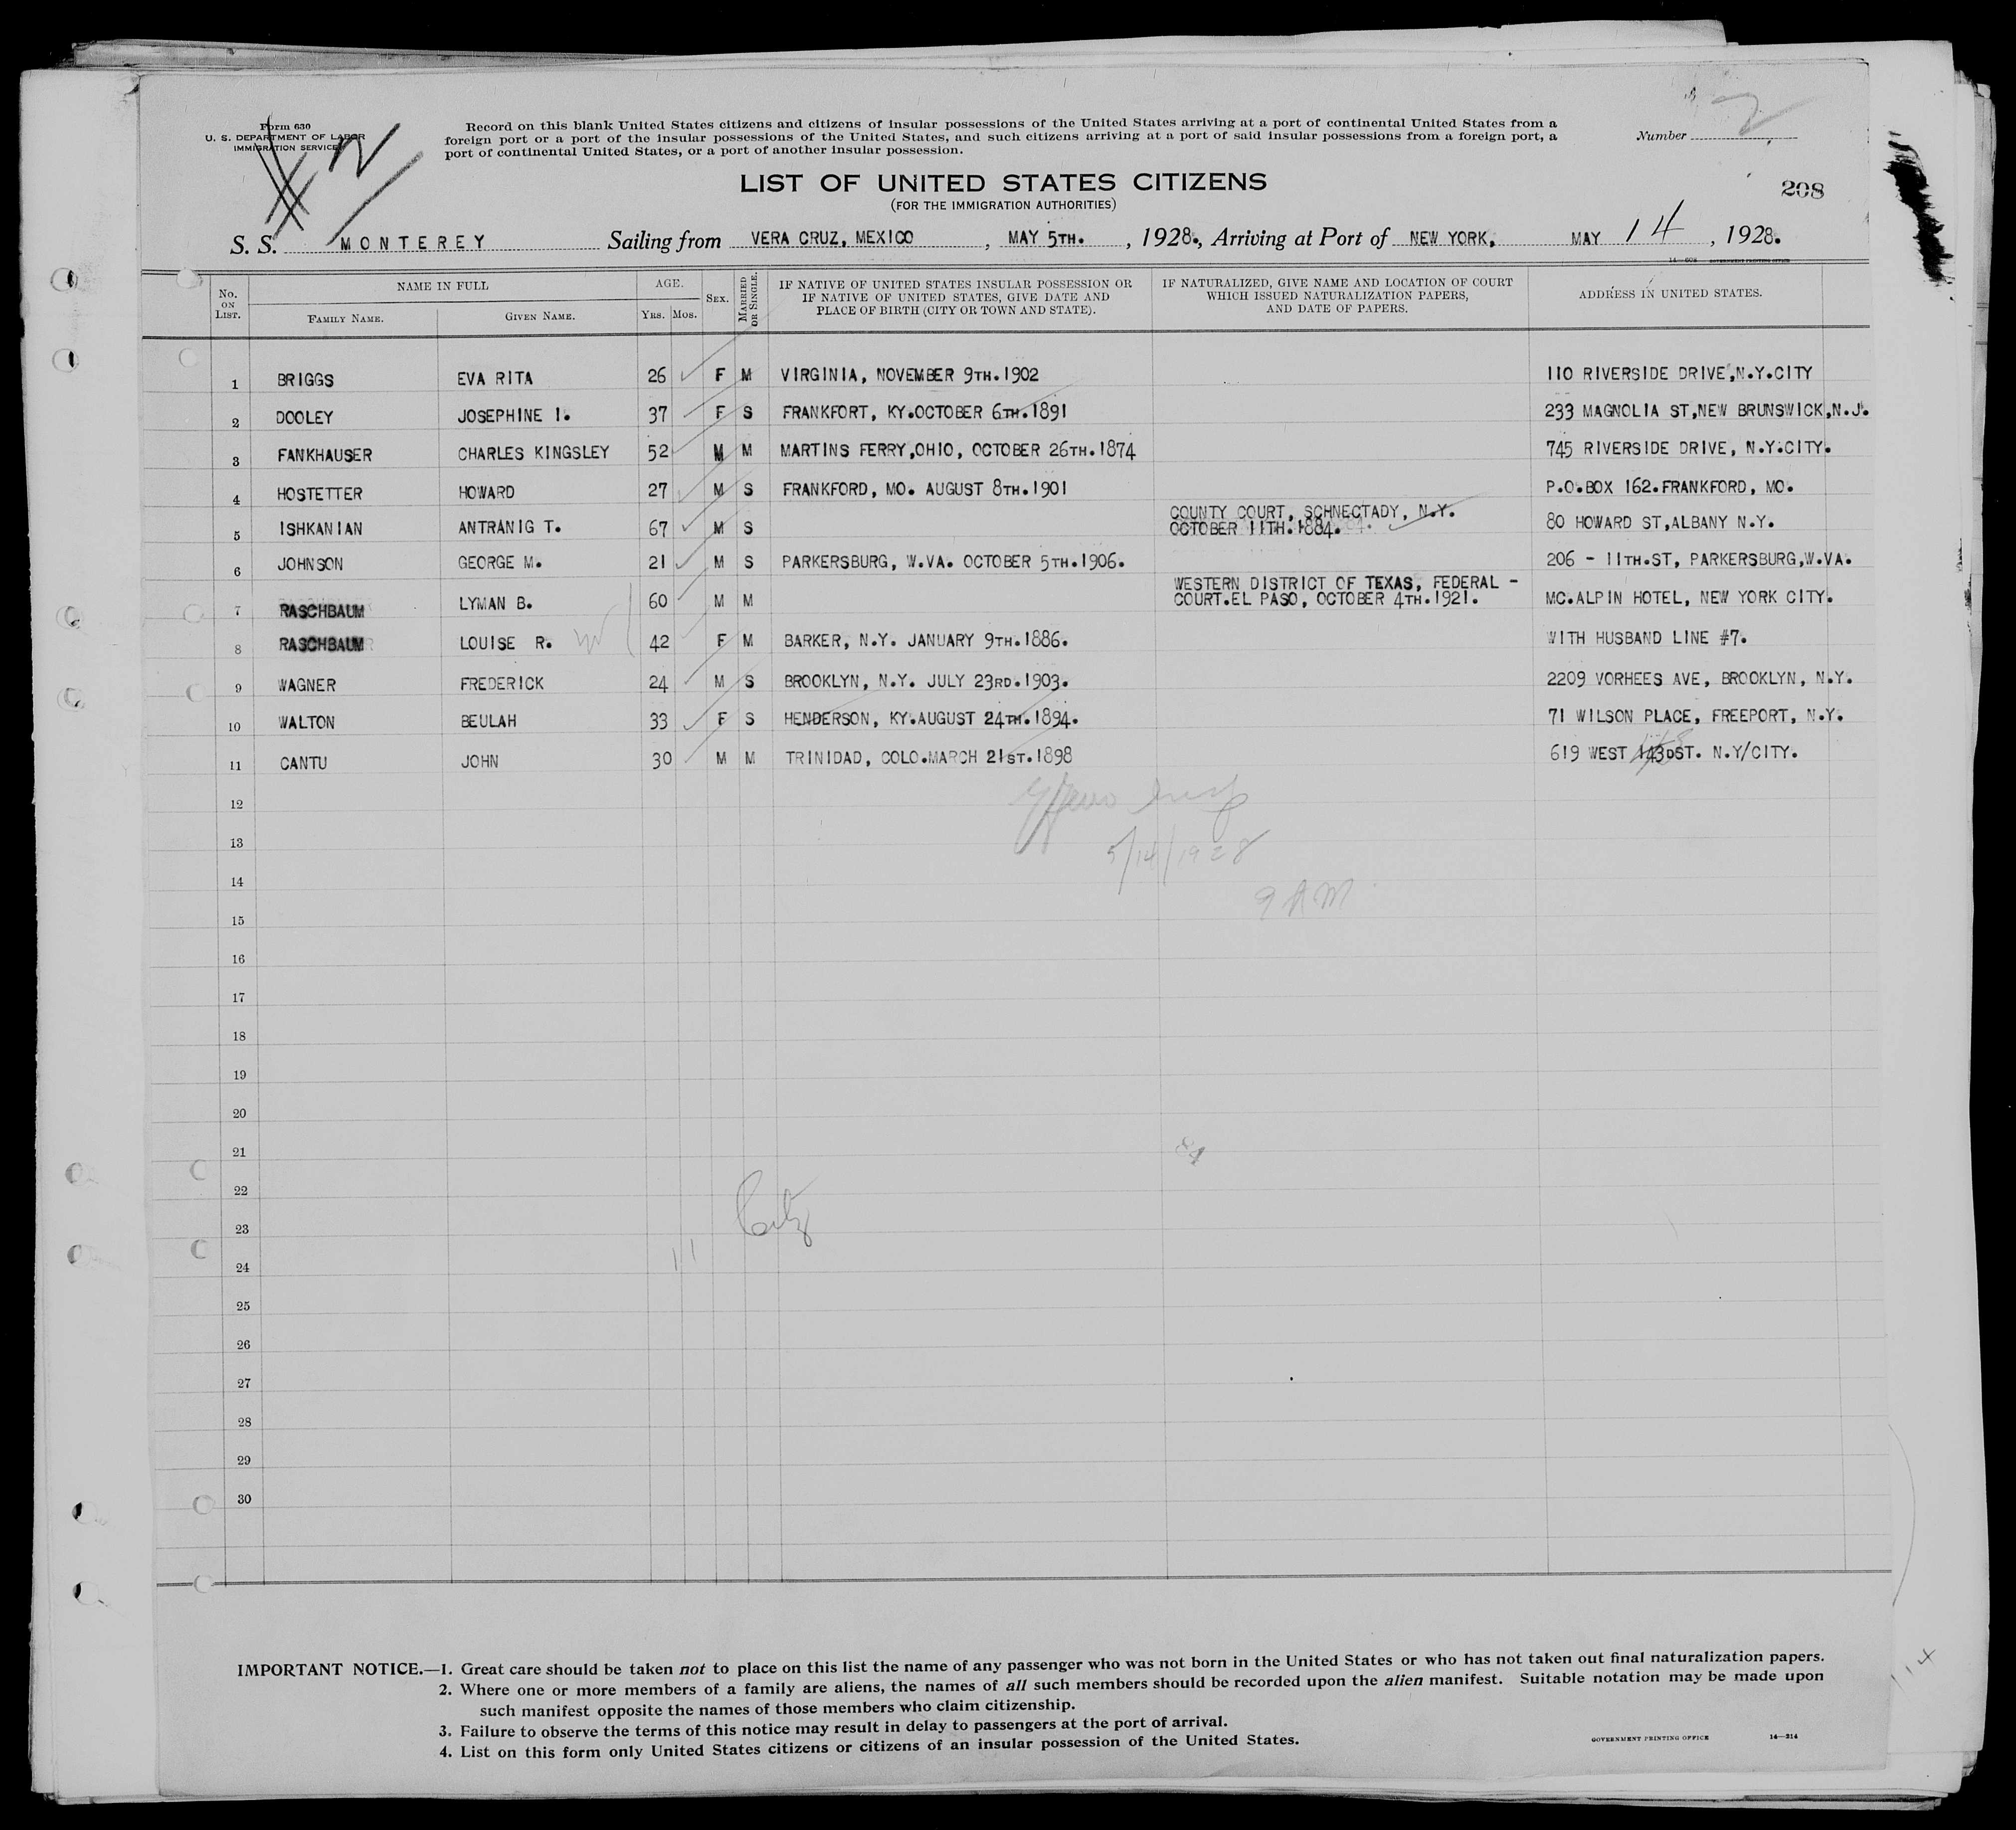 Form 630
U. S. DEPARTMENT OF LABOR
IMMIGRATION SERVICE
# 2
Record on this blank United States citizens and citizens of insular possessions of the United States arriving at a port of continental United States from a
foreign port or a port of the insular possessions of the United States, and such citizens arriving at a port of said insular possessions from a foreign port, a
port of continental United States, or a port of another insular possession.
Number 2
LIST OF UNITED STATES CITIZENS
(FOR THE IMMIGRATION AUTHORITIES)
208
S. S. MONTEREY Sailing from VERA CRUZ, MEXICO, MAY 5TH., 1928., Arriving at Port of NEW YORK, MAY 14, 1928.
No. ON LIST. NAME IN FULL AGE. SEX. MARRIED OR SINGLE. IF NATIVE OF UNITED STATES INSULAR POSSESSION OR IF NATIVE OF UNITED STATES, GIVE DATE AND PLACE OF BIRTH (CITY OR TOWN AND STATE). IF NATURALIZED, GIVE NAME AND LOCATION OF COURT WHICH ISSUED NATURALIZATION PAPERS, AND DATE OF PAPERS. ADDRESS IN UNITED STATES.
FAMILY NAME. GIVEN NAME. YRS. MOS.
1 BRIGGS EVA RITA 26 F M VIRGINIA, NOVEMBER 9TH.1902 110 RIVERSIDE DRIVE,N.Y.CITY
2 DOOLEY JOSEPHINE I. 37 F S FRANKFORT, KY.OCTOBER 6TH.1891 233 MAGNOLIA ST,NEW BRUNSWICK,N.J.
3 FANKHAUSER CHARLES KINGSLEY 52 M M MARTINS FERRY,OHIO, OCTOBER 26TH.1874 745 RIVERSIDE DRIVE, N.Y.CITY.
4 HOSTETTER HOWARD 27 M S FRANKFORD, MO. AUGUST 8TH.1901 P.O.BOX 162.FRANKFORD, MO.
5 ISHKANIAN ANTRANIG T. 67 M S COUNTY COURT, SCHNECTADY, N.Y. OCTOBER 11TH.1884. 80 HOWARD ST,ALBANY N.Y.
6 JOHNSON GEORGE M. 21 M S PARKERSBURG, W.VA. OCTOBER 5TH.1906. 206 - 11TH.ST, PARKERSBURG,W.VA.
7 RASCHBAUM LYMAN B. 60 M M WESTERN DISTRICT OF TEXAS, FEDERAL - COURT.EL PASO, OCTOBER 4TH.1921. MC.ALPIN HOTEL, NEW YORK CITY.
8 RASCHBAUM LOUISE R. 42 F M BARKER, N.Y. JANUARY 9TH.1886. WITH HUSBAND LINE #7.
9 WAGNER FREDERICK 24 M S BROOKLYN, N.Y. JULY 23RD.1903. 2209 VORHEES AVE, BROOKLYN, N.Y.
10 WALTON BEULAH 33 F S HENDERSON, KY.AUGUST 24TH.1894. 71 WILSON PLACE, FREEPORT, N.Y.
11 CANTU JOHN 30 M M TRINIDAD, COLO.MARCH 21ST.1898 619 WEST 143DST. N.Y/CITY.
12
13 5/14/1928
14 9 AM
15
16
17
18
19
20
21 84
22
23 Citz
24 11
25
26
27
28
29
30
IMPORTANT NOTICE.—1. Great care should be taken not to place on this list the name of any passenger who was not born in the United States or who has not taken out final naturalization papers.
2. Where one or more members of a family are aliens, the names of all such members should be recorded upon the alien manifest. Suitable notation may be made upon
such manifest opposite the names of those members who claim citizenship.
3. Failure to observe the terms of this notice may result in delay to passengers at the port of arrival.
4. List on this form only United States citizens or citizens of an insular possession of the United States.
GOVERNMENT PRINTING OFFICE 14—214